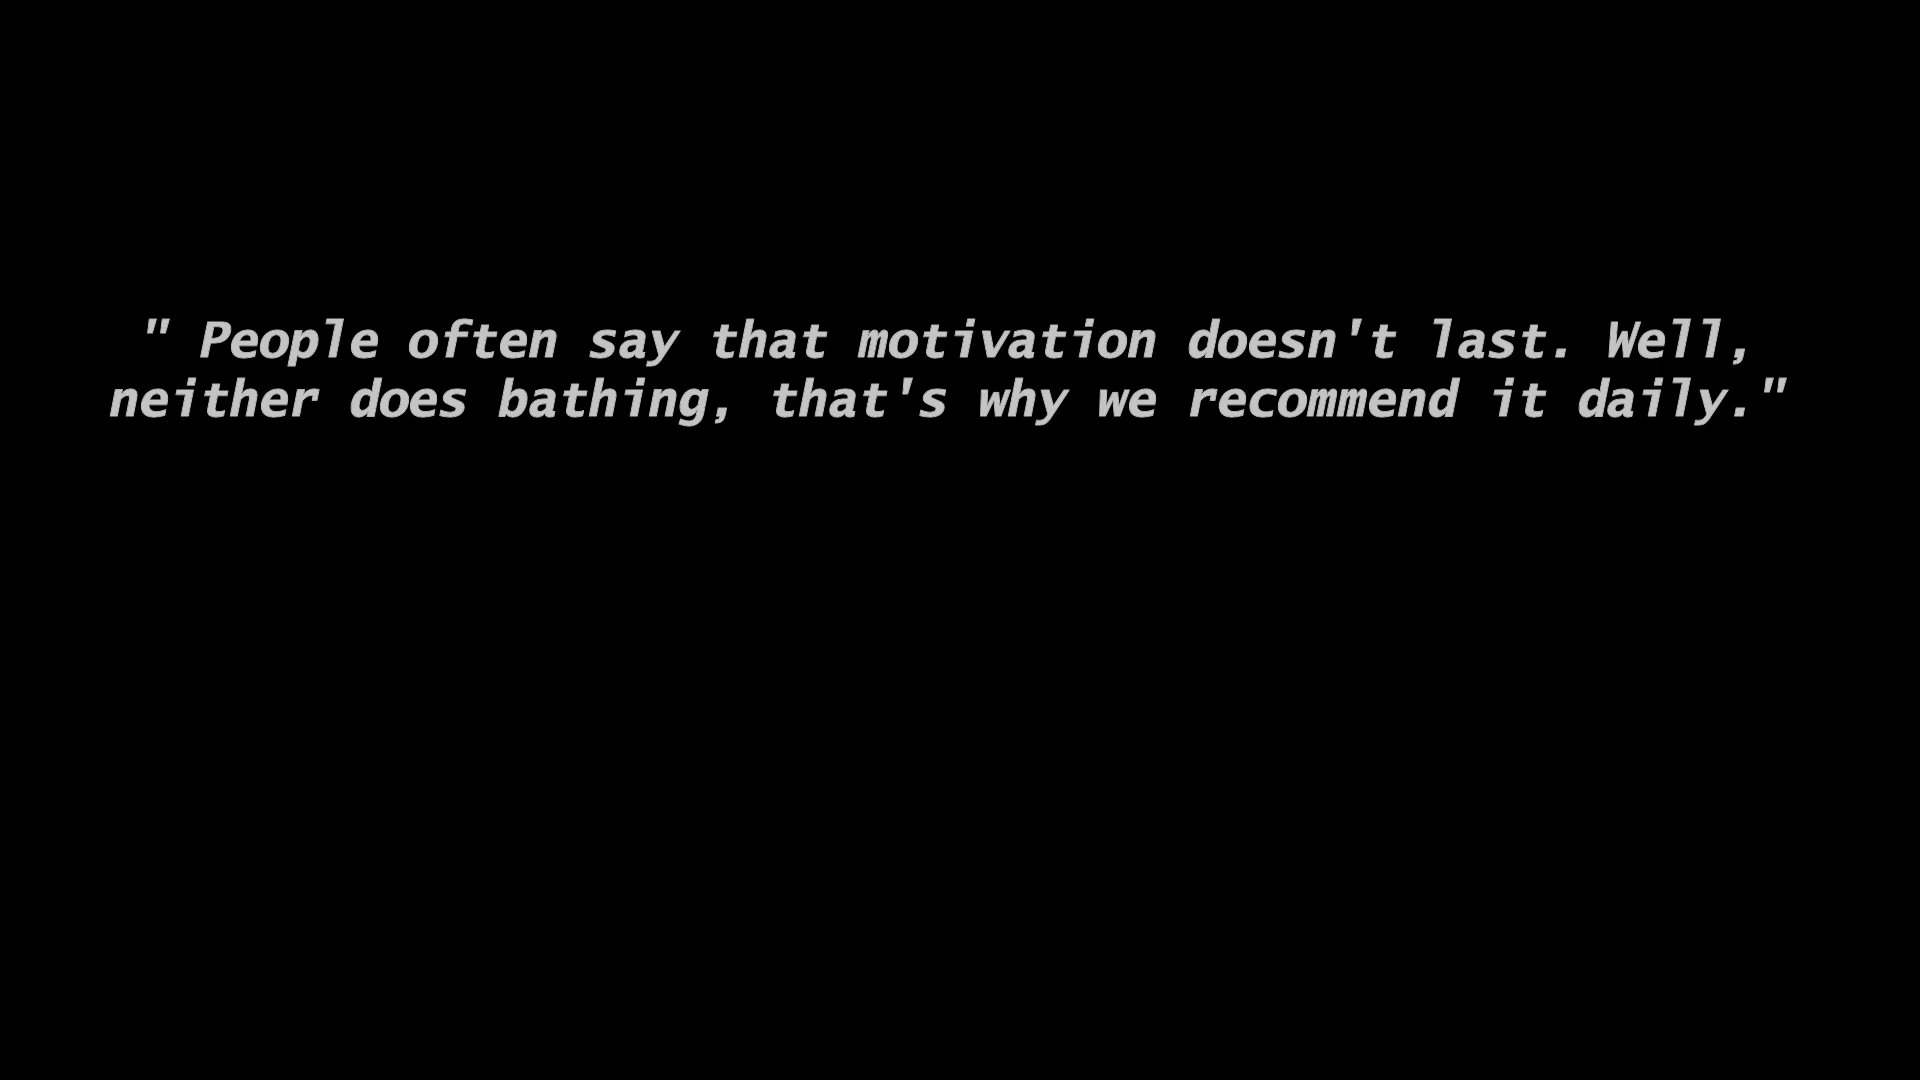 " People often say that motivation doesn't last. Well,
neither does bathing, that's why we recommend it daily."